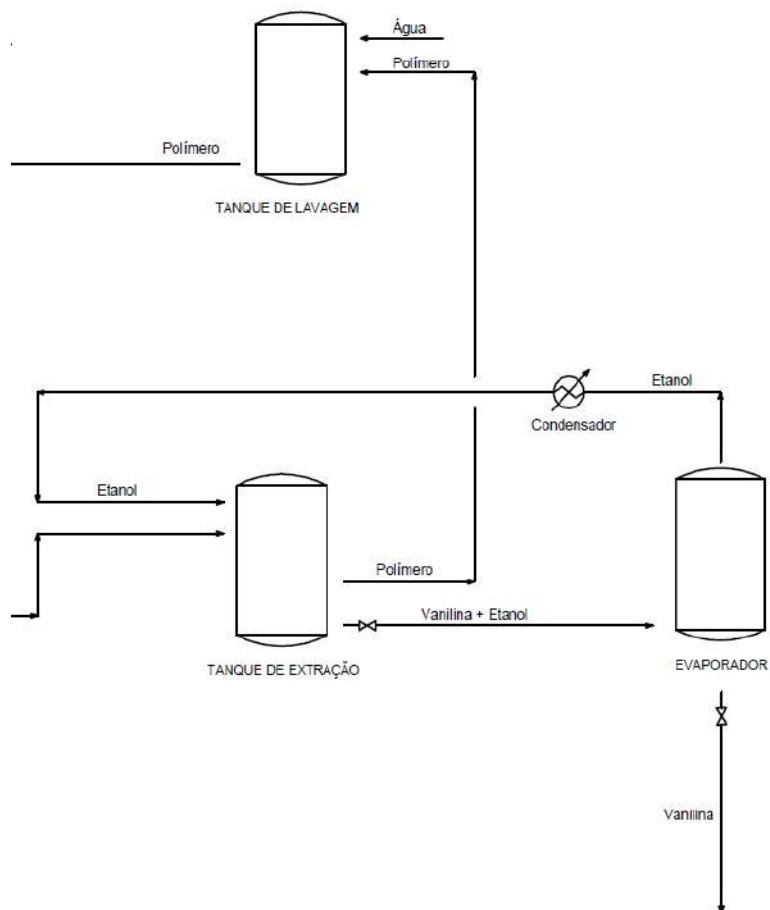 Água
Polímero
Polímero
TANQUE DE LAVAGEM
Etanol
Condensador
Etanol
Polímero
Vanilina + Etanol
TANQUE DE EXTRAÇÃO
EVAPORADOR
Vanilina